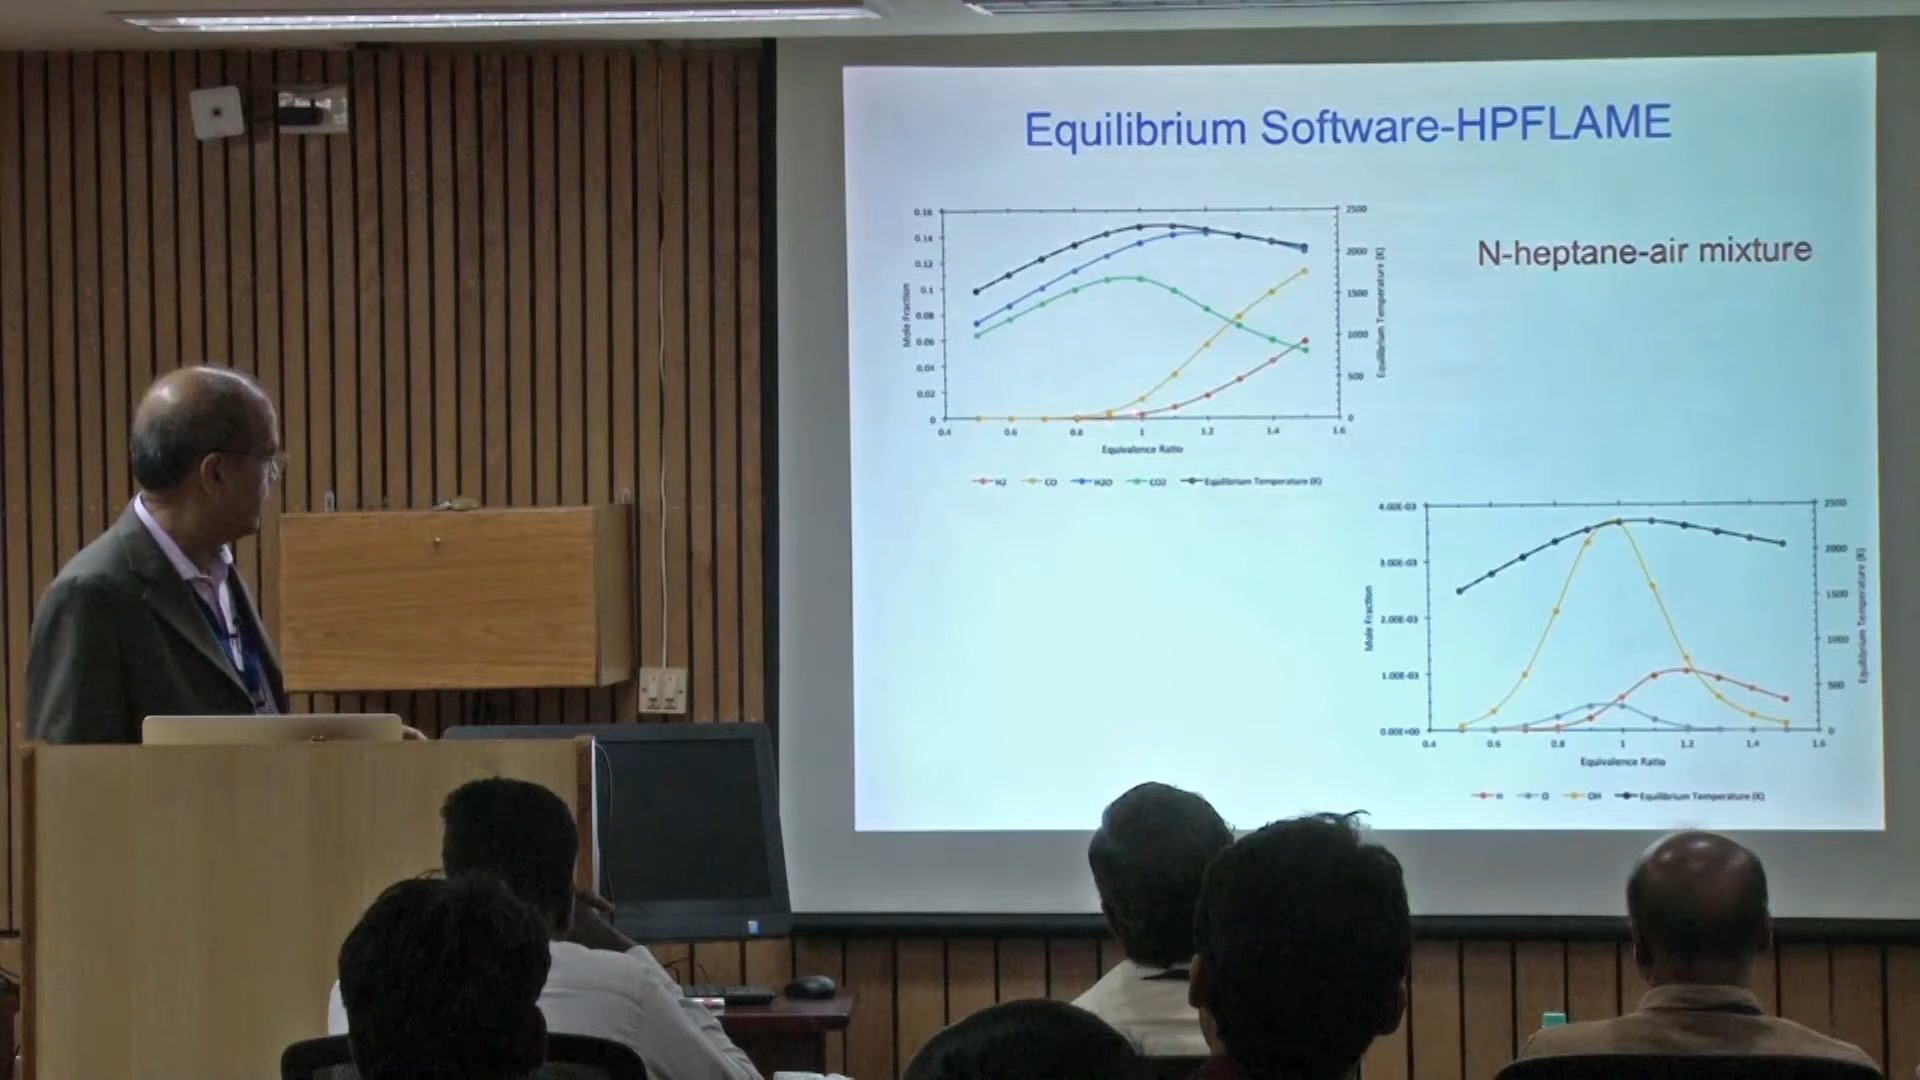 Equilibrium Software-HPFLAME
N-heptane-air mixture
0.16
0.14
0.12
0.1
0.08
0.06
0.04
0.02
0
Mole Fraction
2500
2000
1500
1000
500
0
Equilibrium Temperature (K)
0.4 0.6 0.8 1 1.2 1.4 1.6
Equivalence Ratio
H2 CO H2O CO2 Equilibrium Temperature (K)
4.00E-03
3.00E-03
2.00E-03
1.00E-03
0.00E+00
Mole Fraction
2500
2000
1500
1000
500
0
Equilibrium Temperature (K)
0.4 0.6 0.8 1 1.2 1.4 1.6
Equivalence Ratio
H O OH Equilibrium Temperature (K)